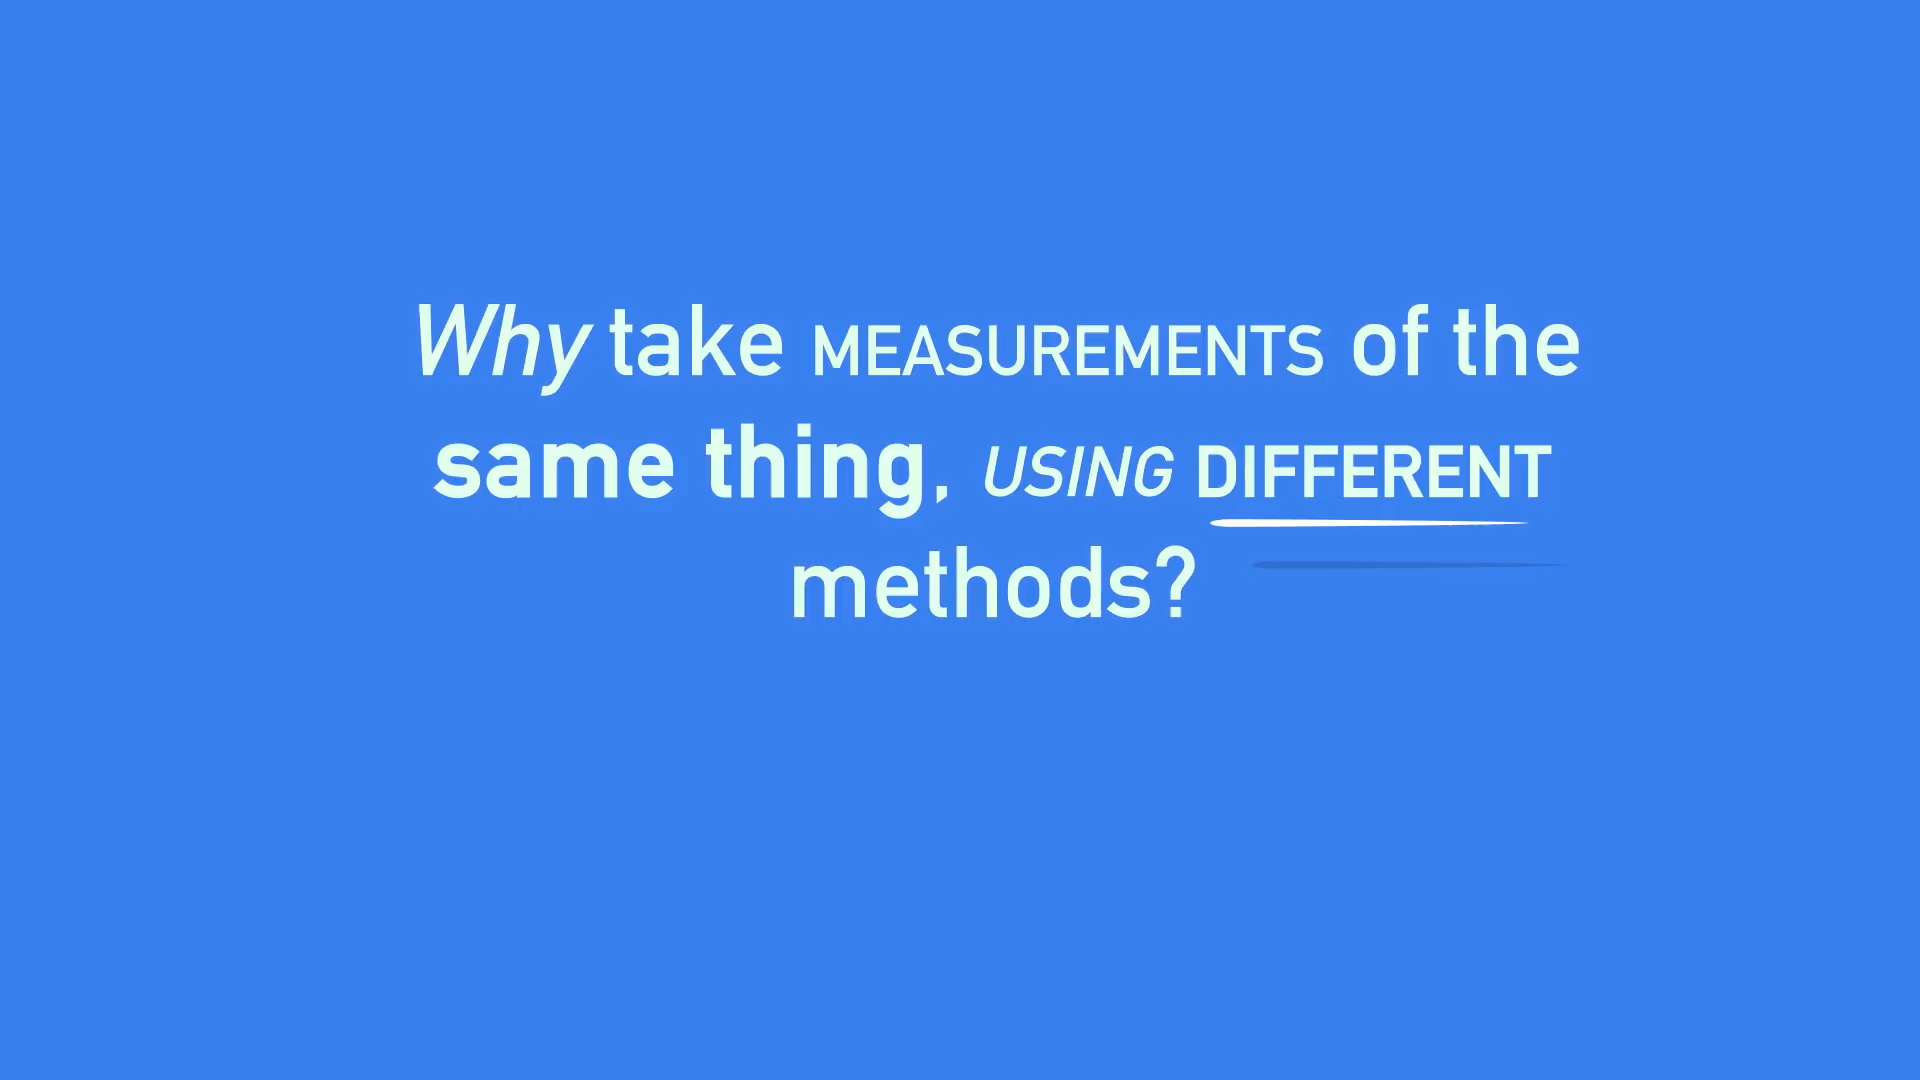 Why take MEASUREMENTS of the
same thing, USING DIFFERENT
methods?